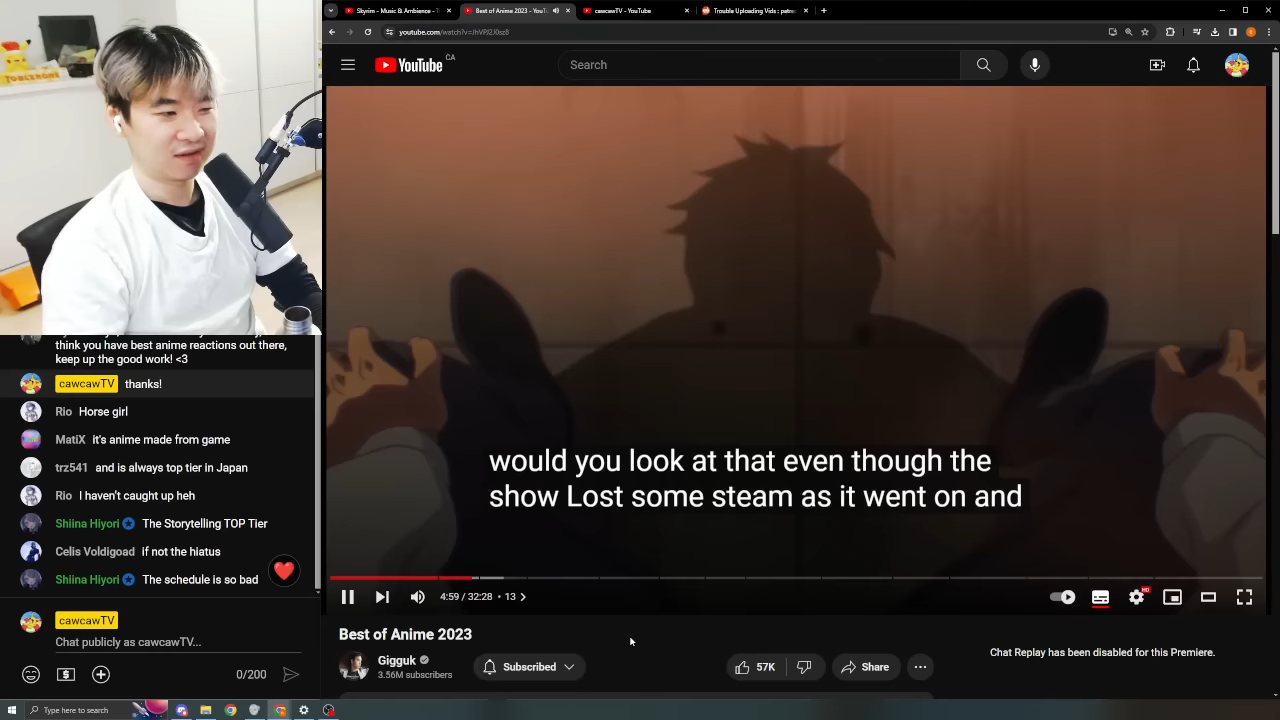 Skyrim - Music & Ambience -
Best of Anime 2023 - YouTu
cawcawTV - YouTube
Trouble Uploading Vids : patre
youtube.com/watch?v=JhVPJ2J0sz8
YouTube CA
Search
TOBLERONE
would you look at that even though the
show Lost some steam as it went on and
think you have best anime reactions out there,
keep up the good work! <3
cawcawTV thanks!
Rio Horse girl
MatiX it's anime made from game
trz541 and is always top tier in Japan
Rio I haven't caught up heh
Shiina Hiyori The Storytelling TOP Tier
Celis Voldigoad if not the hiatus
Shiina Hiyori The schedule is so bad
cawcawTV
Chat publicly as cawcawTV...
0/200
4:59 / 32:28 • 13
HD
Best of Anime 2023
Gigguk
3.56M subscribers
Subscribed
57K
Share
Chat Replay has been disabled for this Premiere.
Type here to search